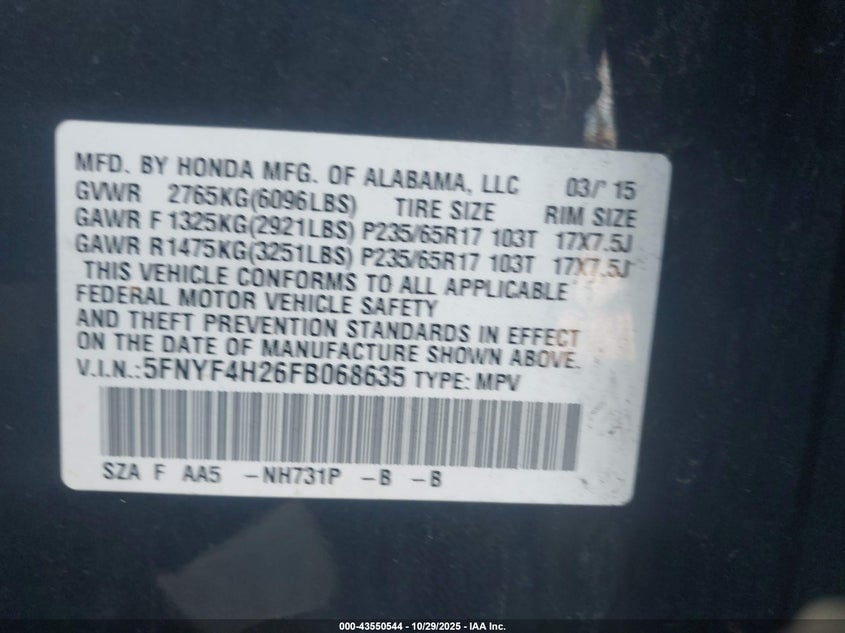 MFD. BY HONDA MFG. OF ALABAMA, LLC 03/ 15
GVWR 2765KG(6096LBS) TIRE SIZE RIM SIZE
GAWR F 1325KG(2921LBS) P235/65R17 103T 17X7.5J
GAWR R1475KG(3251LBS) P235/65R17 103T 17X7.5J
THIS VEHICLE CONFORMS TO ALL APPLICABLE
FEDERAL MOTOR VEHICLE SAFETY
AND THEFT PREVENTION STANDARDS IN EFFECT
ON THE DATE OF MANUFACTURE SHOWN ABOVE.
V.I.N.:5FNYF4H26FB068635 TYPE: MPV
SZA F AA5 -NH731P -B -B
000-43550544 - 10/29/2025 - IAA Inc.